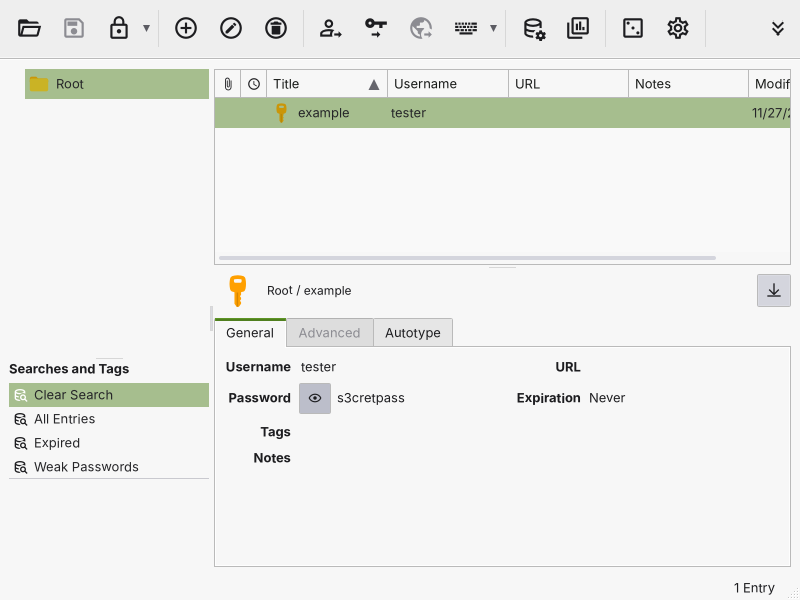 Root
Title Username URL Notes Modif
example tester 11/27/2
Root / example
General Advanced Autotype
Username tester URL
Password s3cretpass Expiration Never
Tags
Notes
Searches and Tags
Clear Search
All Entries
Expired
Weak Passwords
1 Entry